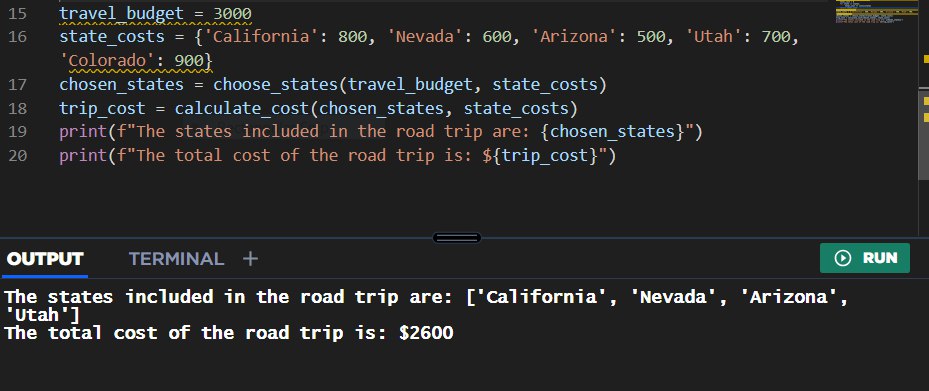 15 travel_budget = 3000
16 state_costs = {'California': 800, 'Nevada': 600, 'Arizona': 500, 'Utah': 700,
'Colorado': 900}
17 chosen_states = choose_states(travel_budget, state_costs)
18 trip_cost = calculate_cost(chosen_states, state_costs)
19 print(f"The states included in the road trip are: {chosen_states}")
20 print(f"The total cost of the road trip is: ${trip_cost}")
OUTPUT TERMINAL + RUN
The states included in the road trip are: ['California', 'Nevada', 'Arizona',
'Utah']
The total cost of the road trip is: $2600